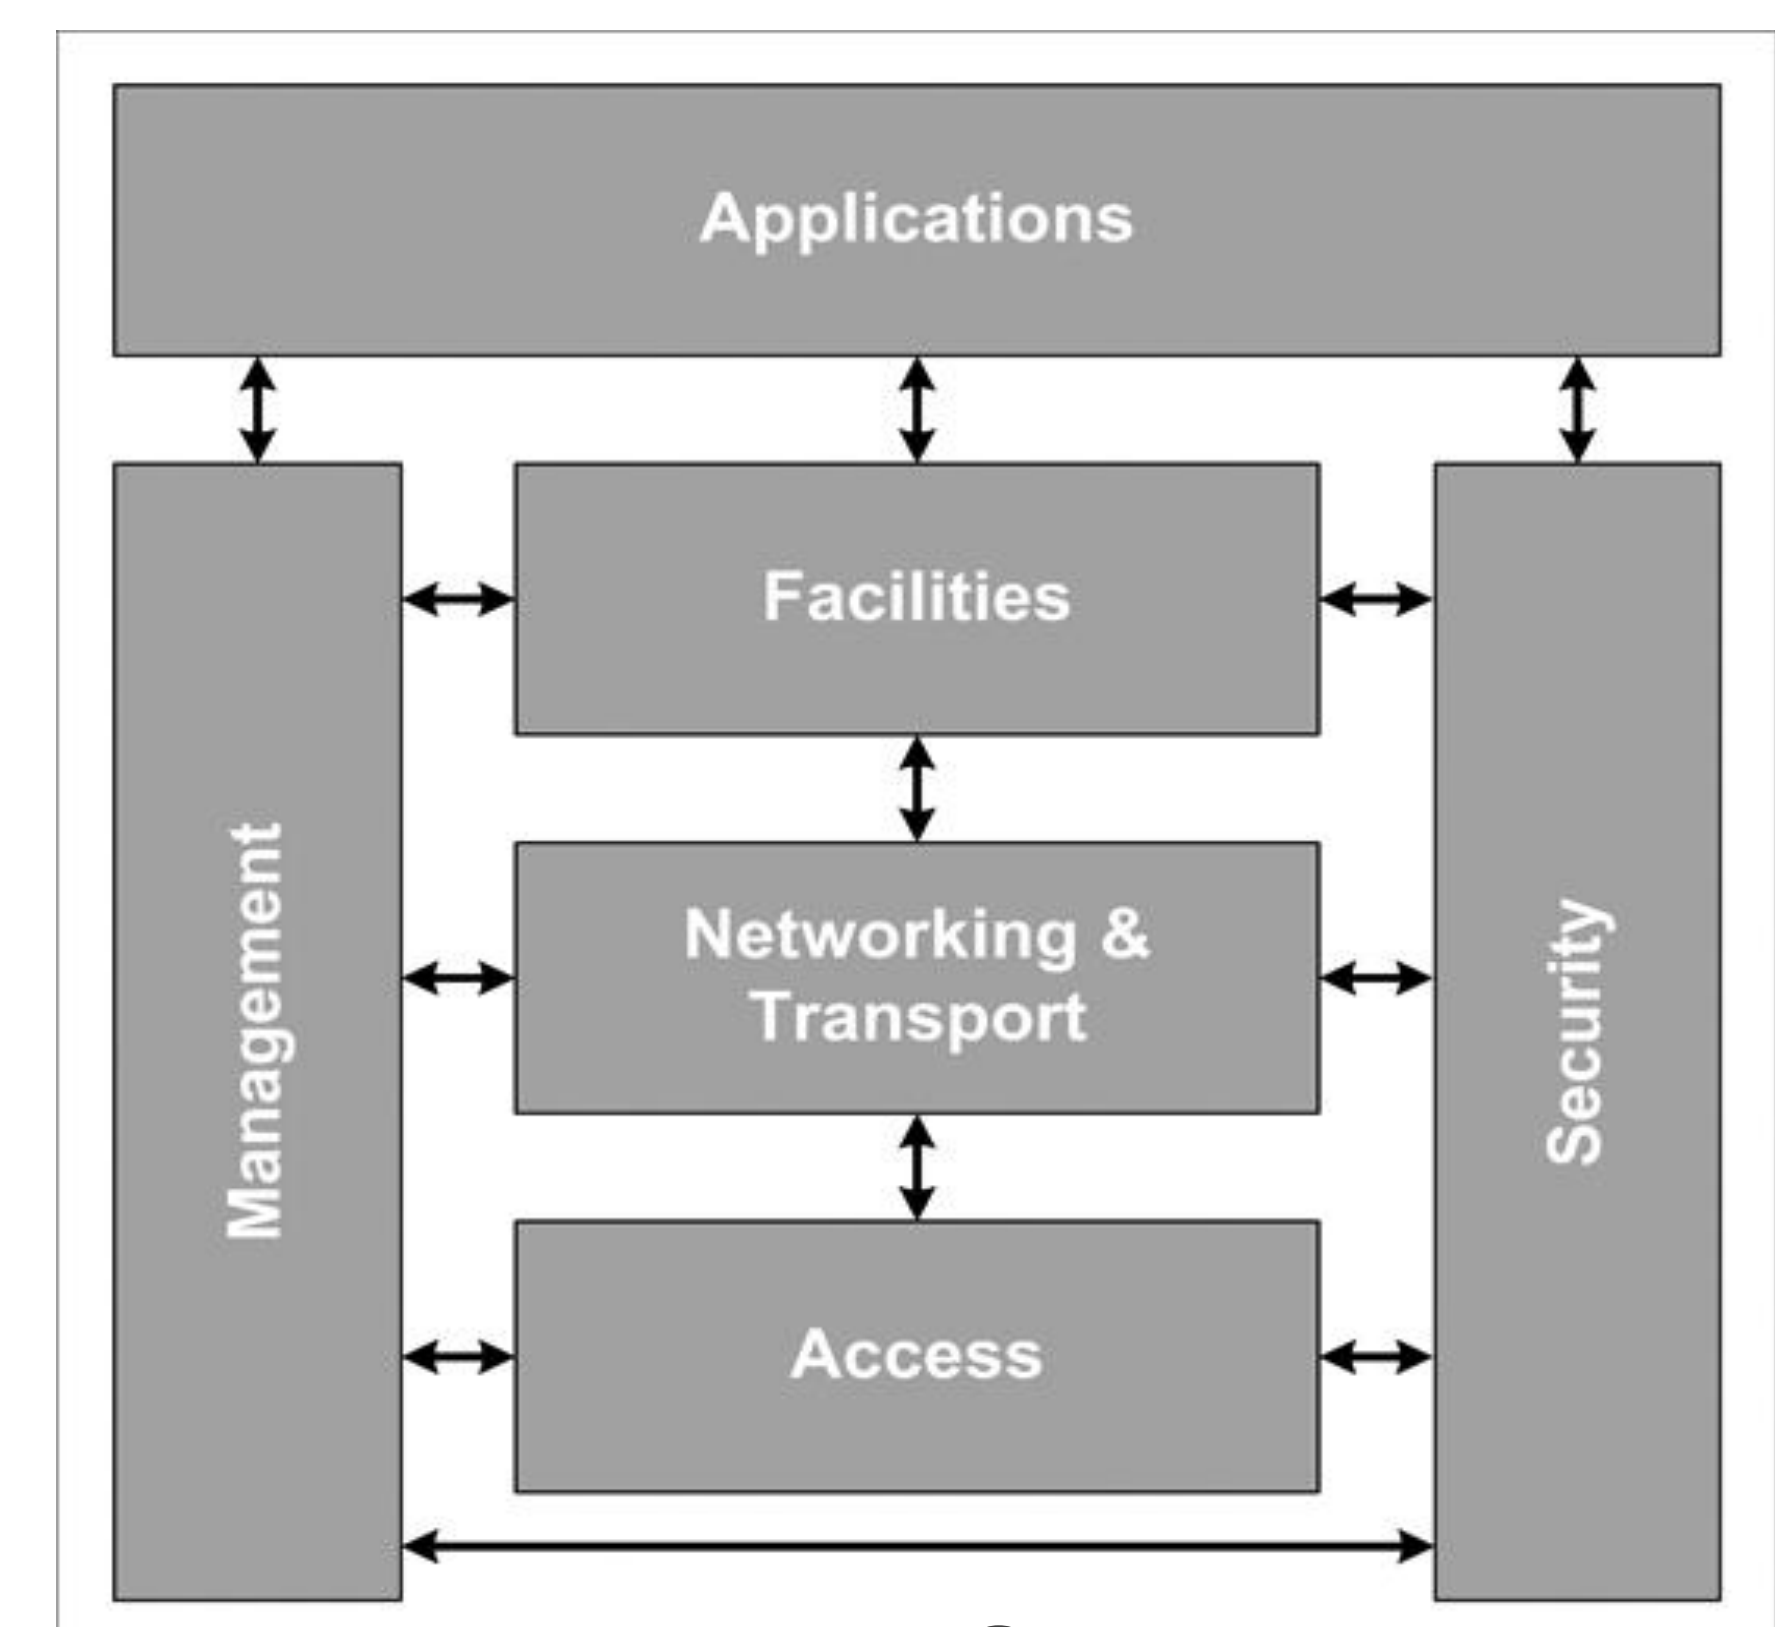 Applications
Facilities
Management
Networking &
Transport
Security
Access